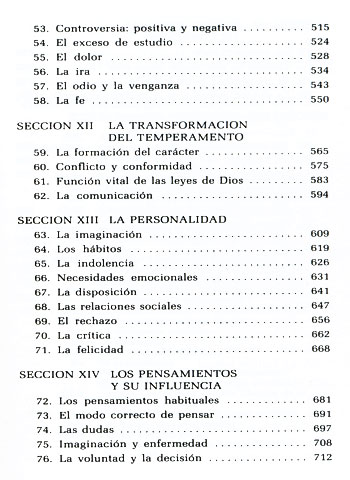 53. Controversia: positiva y negativa .......... 515
54. El exceso de estudio ...................... 524
55. El dolor .................................. 528
56. La ira .................................... 534
57. El odio y la venganza ..................... 543
58. La fe ..................................... 550
SECCION XII LA TRANSFORMACION
DEL TEMPERAMENTO
59. La formación del carácter ................. 565
60. Conflicto y conformidad ................... 575
61. Función vital de las leyes de Dios ........ 583
62. La comunicación ........................... 594
SECCION XIII LA PERSONALIDAD
63. La imaginación ............................ 609
64. Los hábitos ............................... 619
65. La indolencia ............................. 626
66. Necesidades emocionales ................... 631
67. La disposición ............................ 641
68. Las relaciones sociales ................... 647
69. El rechazo ................................ 656
70. La crítica ................................ 662
71. La felicidad .............................. 668
SECCION XIV LOS PENSAMIENTOS
Y SU INFLUENCIA
72. Los pensamientos habituales ............... 681
73. El modo correcto de pensar ................ 691
74. Las dudas ................................. 697
75. Imaginación y enfermedad .................. 708
76. La voluntad y la decisión ................. 712